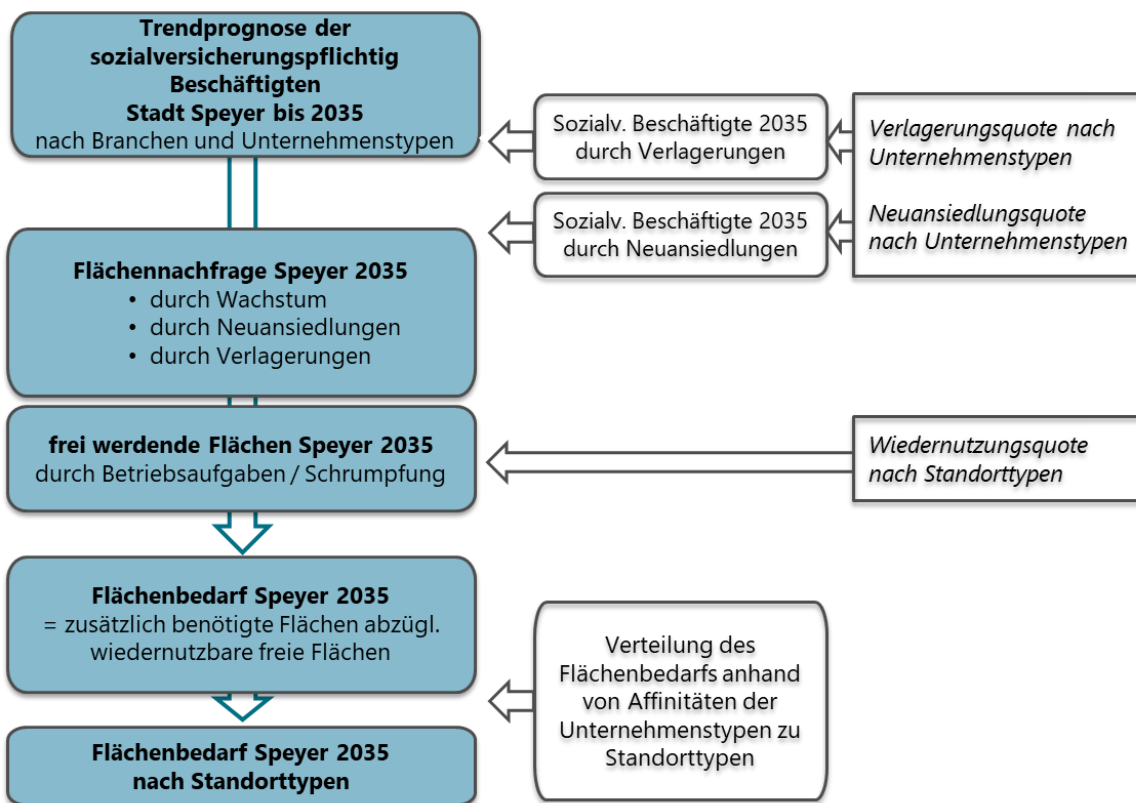 Trendprognose der
sozialversicherungspflichtig
Beschäftigten
Stadt Speyer bis 2035
nach Branchen und Unternehmenstypen
Sozialv. Beschäftigte 2035
durch Verlagerungen
Verlagerungsquote nach
Unternehmenstypen
Sozialv. Beschäftigte 2035
durch Neuansiedlungen
Neuansiedlungsquote
nach Unternehmenstypen
Flächennachfrage Speyer 2035
• durch Wachstum
• durch Neuansiedlungen
• durch Verlagerungen
frei werdende Flächen Speyer 2035
durch Betriebsaufgaben / Schrumpfung
Wiedernutzungsquote
nach Standorttypen
Flächenbedarf Speyer 2035
= zusätzlich benötigte Flächen abzügl.
wiedernutzbare freie Flächen
Verteilung des
Flächenbedarfs anhand
von Affinitäten der
Unternehmenstypen zu
Standorttypen
Flächenbedarf Speyer 2035
nach Standorttypen